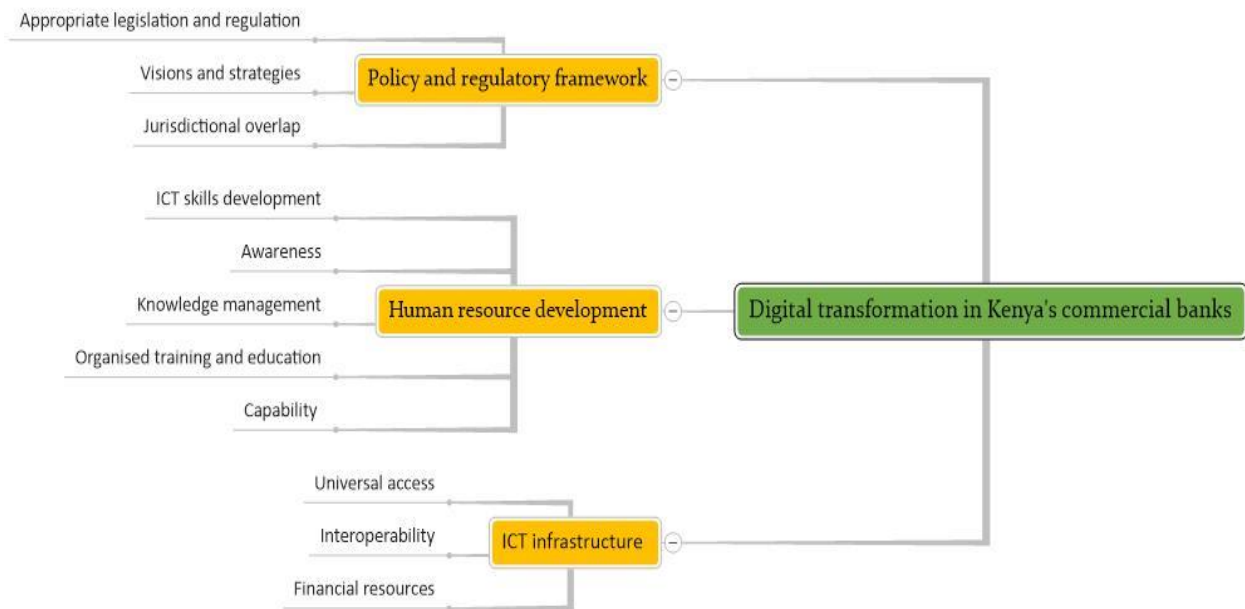 Appropriate legislation and regulation
Visions and strategies
Jurisdictional overlap
Policy and regulatory framework
ICT skills development
Awareness
Knowledge management
Organised training and education
Capability
Human resource development
Digital transformation in Kenya's commercial banks
Universal access
Interoperability
Financial resources
ICT infrastructure